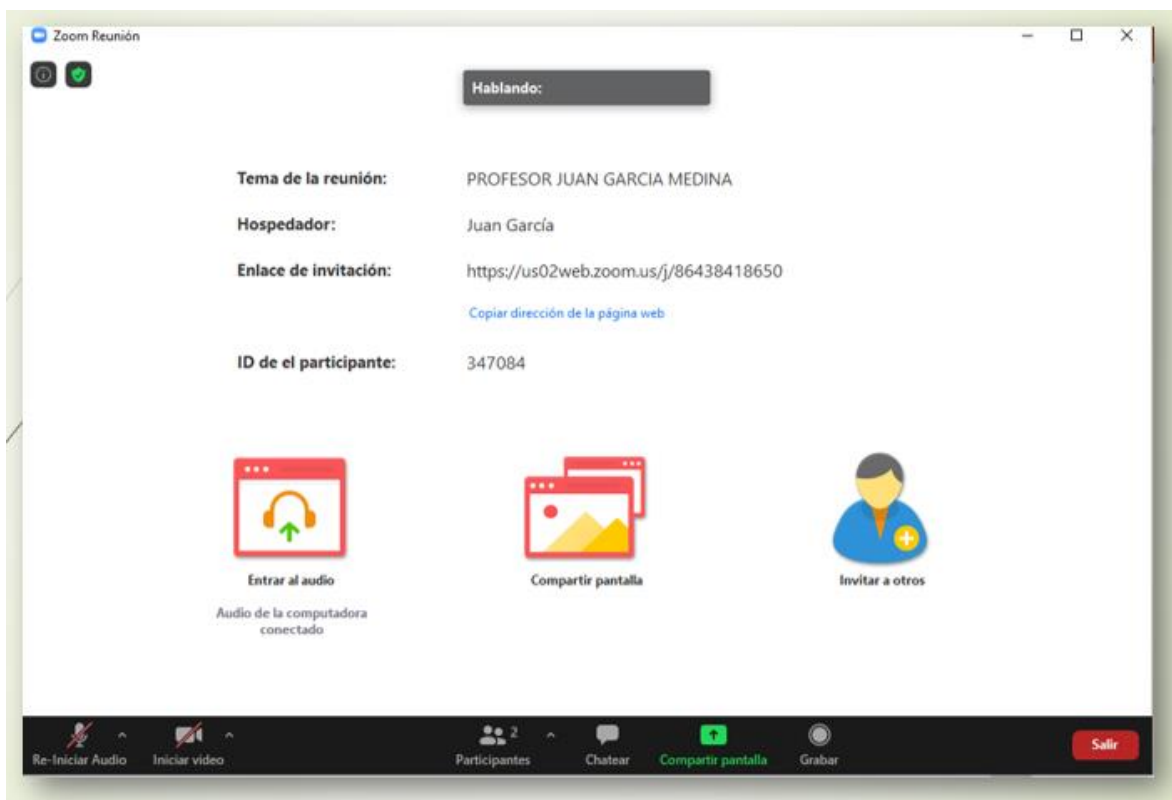 Zoom Reunión
Hablando:
Tema de la reunión: PROFESOR JUAN GARCIA MEDINA
Hospedador: Juan García
Enlace de invitación: https://us02web.zoom.us/j/86438418650
Copiar dirección de la página web
ID de el participante: 347084
Entrar al audio Compartir pantalla Invitar a otros
Audio de la computadora
conectado
2
Re-Iniciar Audio Iniciar video Participantes Chatear Compartir pantalla Grabar Salir